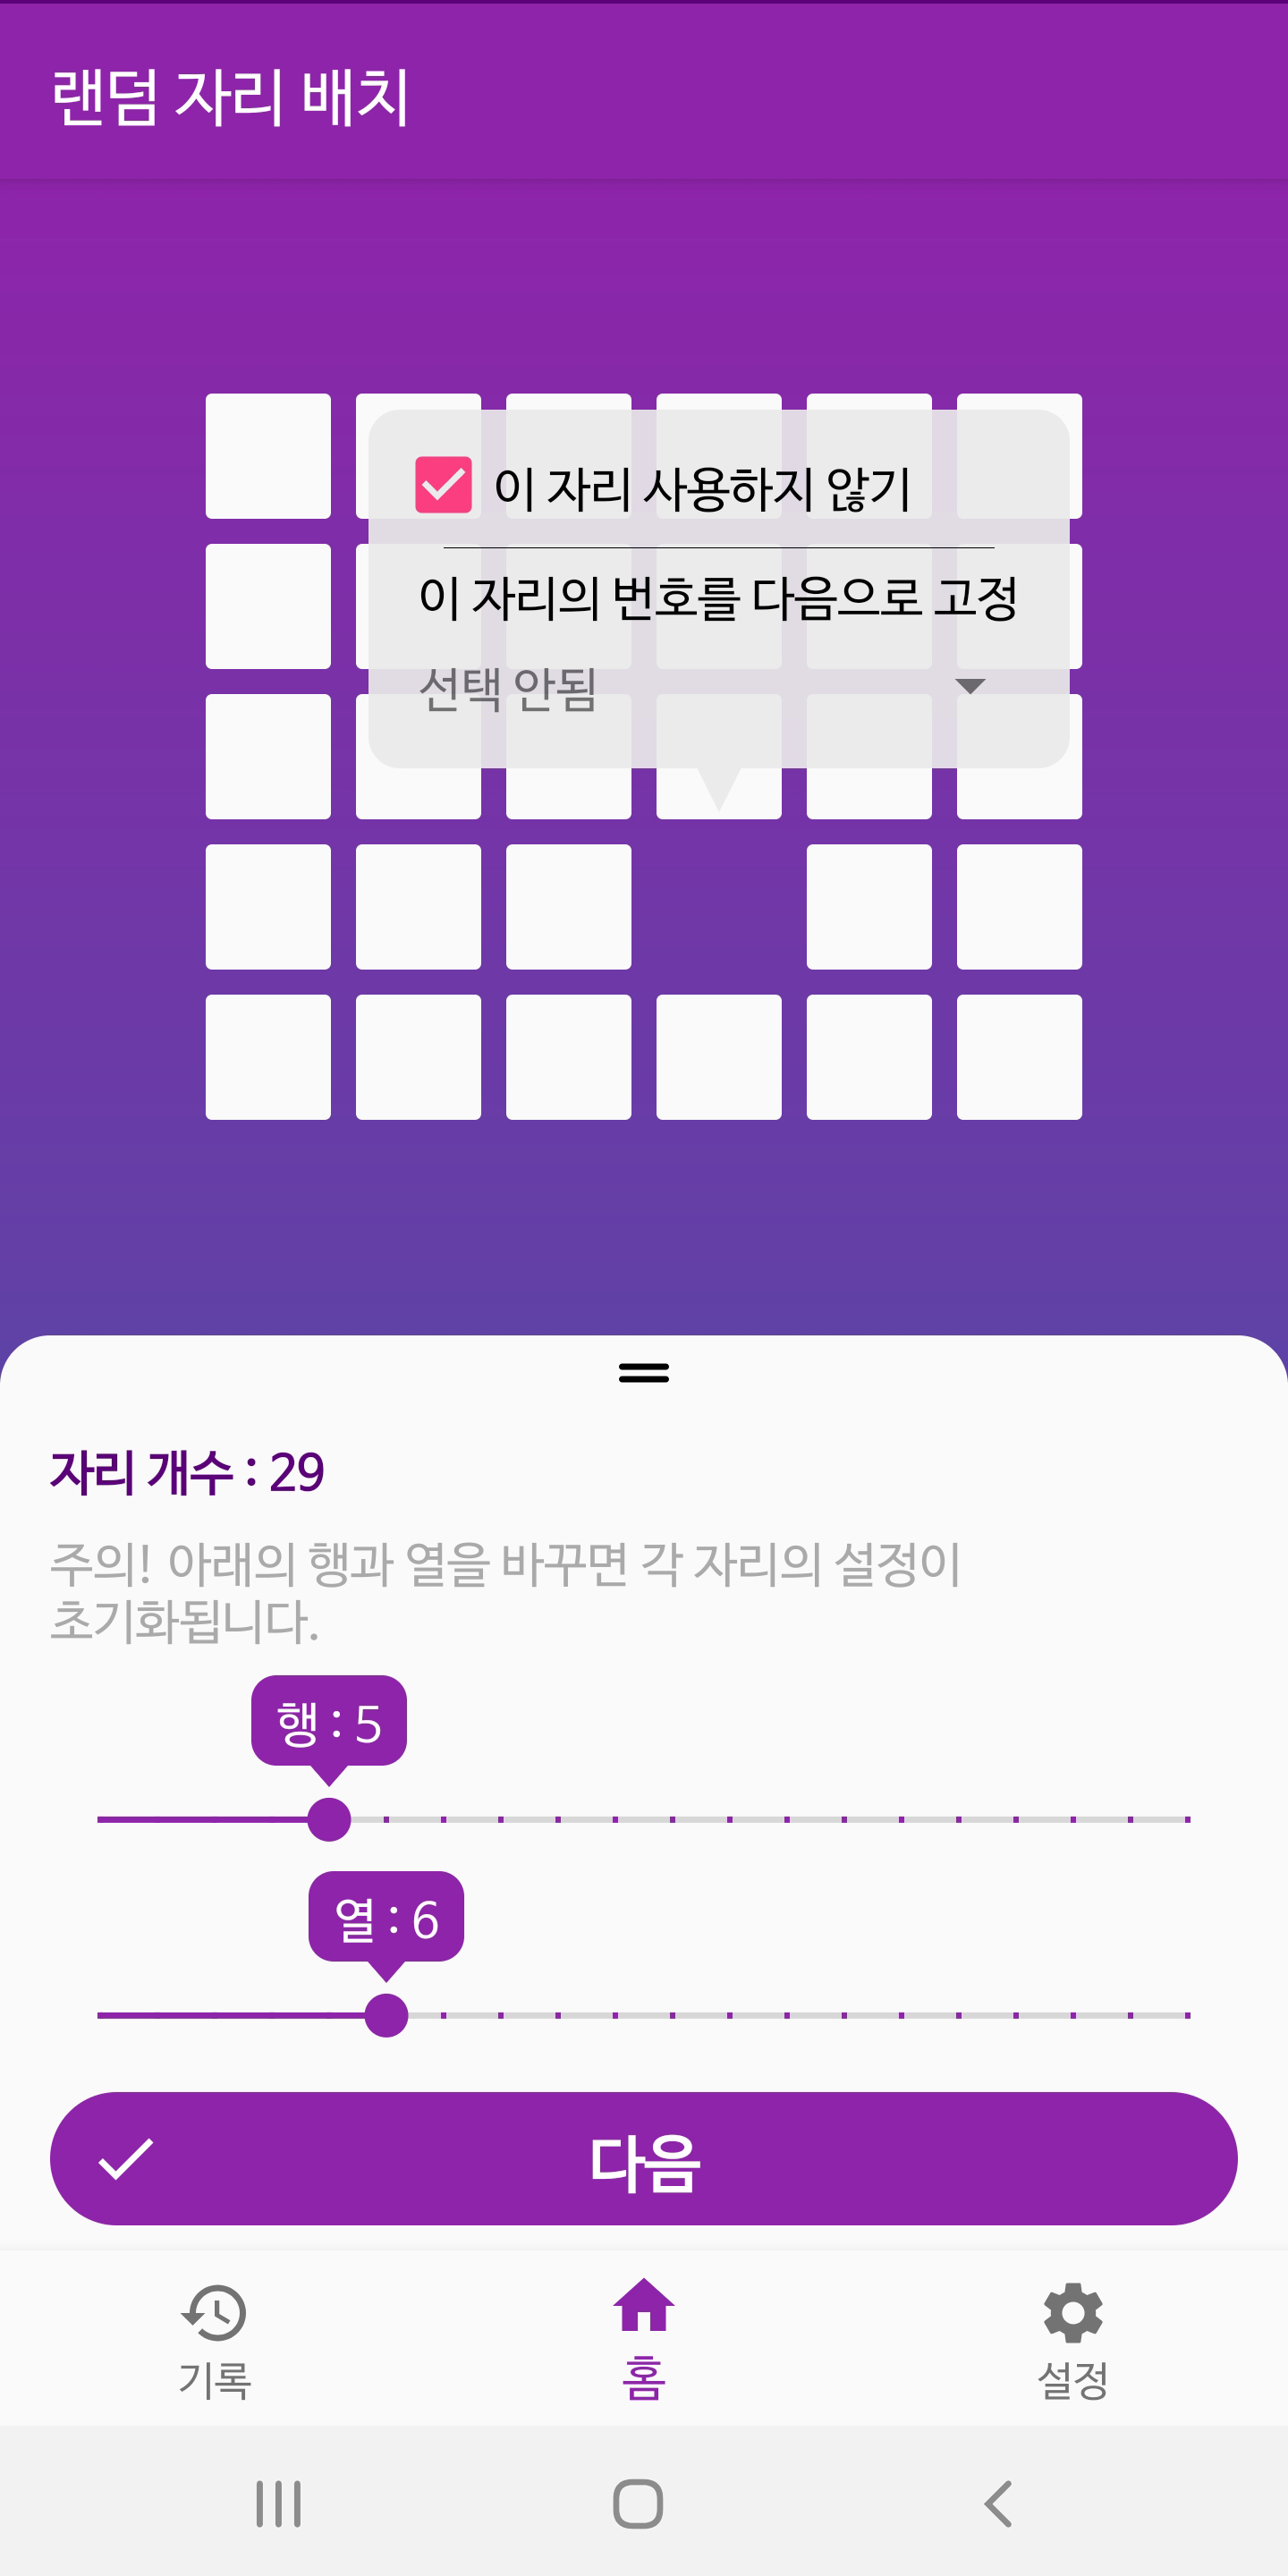 랜덤 자리 배치
이 자리 사용하지 않기
이 자리의 번호를 다음으로 고정
선택 안됨
자리 개수 : 29
주의! 아래의 행과 열을 바꾸면 각 자리의 설정이
초기화됩니다.
행 : 5
열 : 6
다음
기록
홈
설정